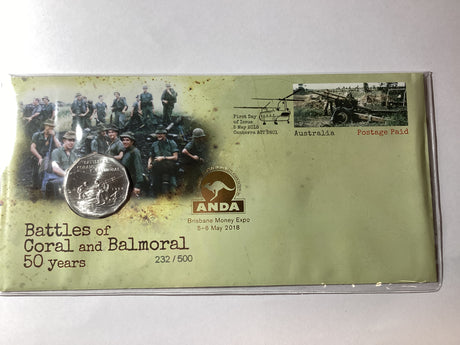 First Day
of Issue
5 May 2018
Canberra ACT 2601
Australia
Postage Paid
ANDA
Brisbane Money Expo
5-6 May 2018
Battles of
Coral and Balmoral
50 years
232/500